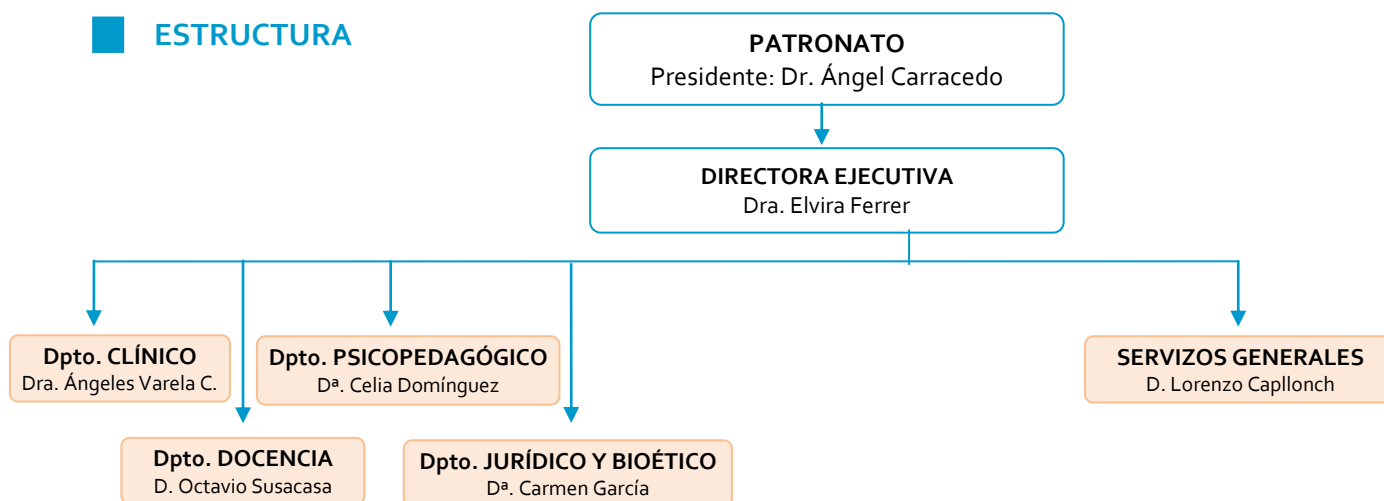 ESTRUCTURA
PATRONATO
Presidente: Dr. Ángel Carracedo
DIRECTORA EJECUTIVA
Dra. Elvira Ferrer
Dpto. CLÍNICO
Dra. Ángeles Varela C.
Dpto. PSICOPEDAGÓGICO
Dª. Celia Domínguez
SERVIZOS GENERALES
D. Lorenzo Capllonch
Dpto. DOCENCIA
D. Octavio Susacasa
Dpto. JURÍDICO Y BIOÉTICO
Dª. Carmen García